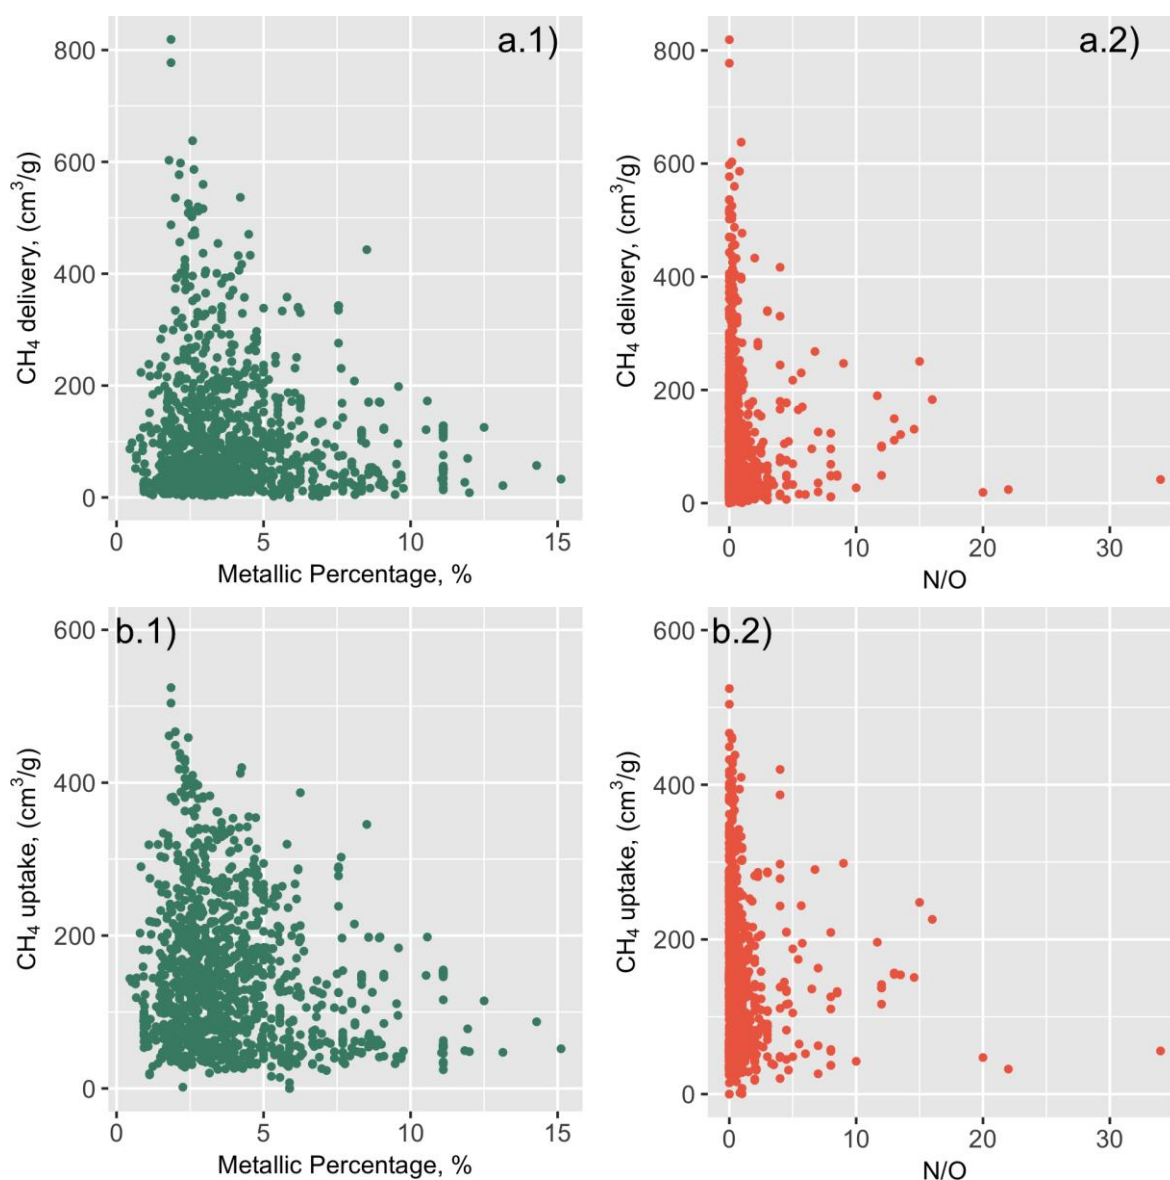 a.1)
800
600
400
200
0
CH₄ delivery, (cm³/g)
0 5 10 15
Metallic Percentage, %
a.2)
800
600
400
200
0
CH₄ delivery, (cm³/g)
0 10 20 30
N/O
b.1)
600
400
200
0
CH₄ uptake, (cm³/g)
0 5 10 15
Metallic Percentage, %
b.2)
600
400
200
0
CH₄ uptake, (cm³/g)
0 10 20 30
N/O